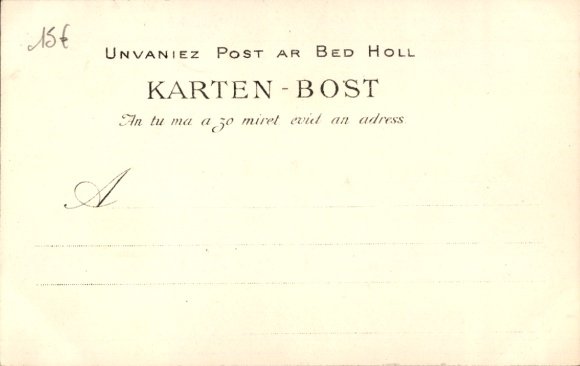 15€
UNVANIEZ POST AR BED HOLL
KARTEN-BOST
An tu ma a zo miret evid an adress
A